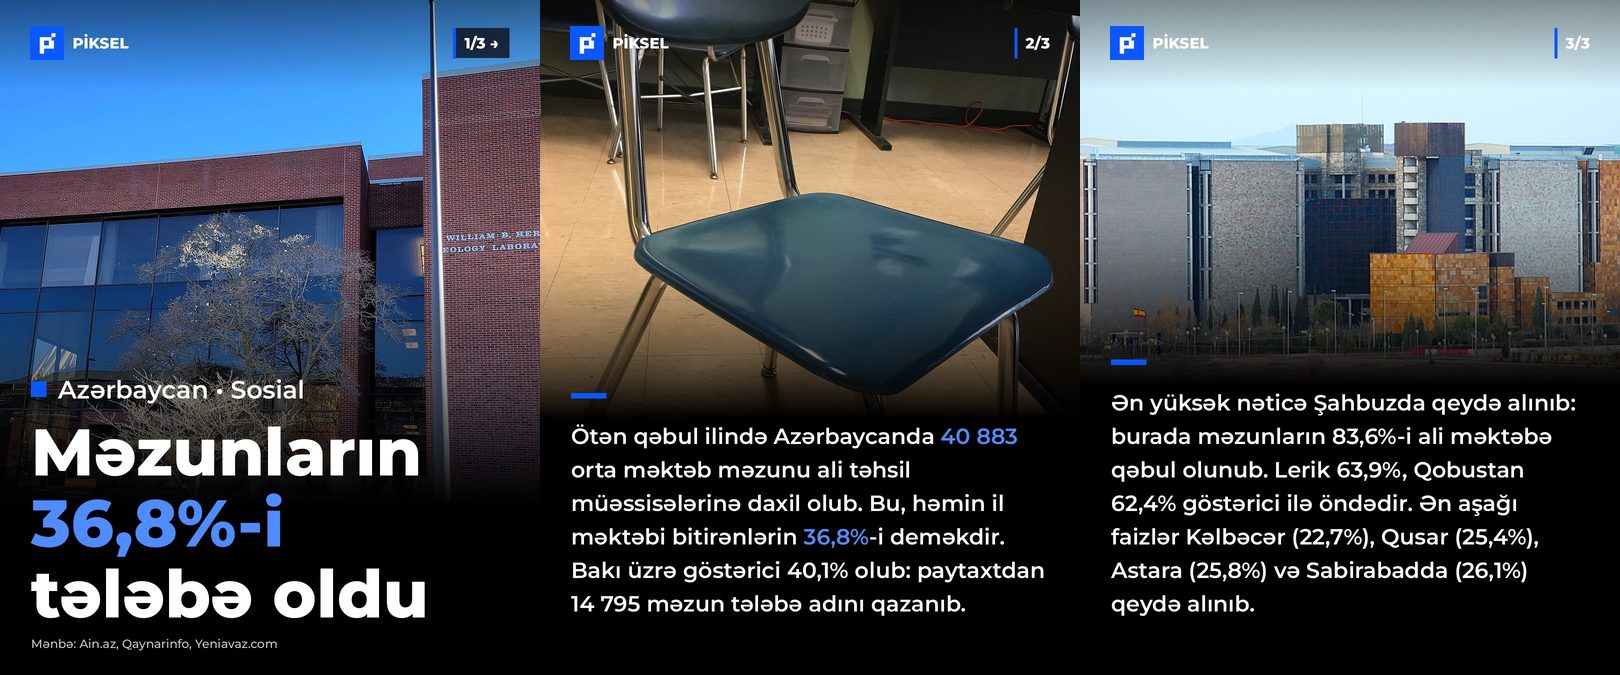 PİKSEL
1/3 →
WILLIAM B. HER
EOLOGY LABORA
Azərbaycan • Sosial
Məzunların
36,8%-i
tələbə oldu
Mənbə: Ain.az, Qaynarinfo, Yeniavaz.com
PİKSEL
2/3
Ötən qəbul ilində Azərbaycanda 40 883
orta məktəb məzunu ali təhsil
müəssisələrinə daxil olub. Bu, həmin il
məktəbi bitirənlərin 36,8%-i deməkdir.
Bakı üzrə göstərici 40,1% olub: paytaxtdan
14 795 məzun tələbə adını qazanıb.
PİKSEL
3/3
Ən yüksək nəticə Şahbuzda qeydə alınıb:
burada məzunların 83,6%-i ali məktəbə
qəbul olunub. Lerik 63,9%, Qobustan
62,4% göstərici ilə öndədir. Ən aşağı
faizlər Kəlbəcər (22,7%), Qusar (25,4%),
Astara (25,8%) və Sabirabadda (26,1%)
qeydə alınıb.